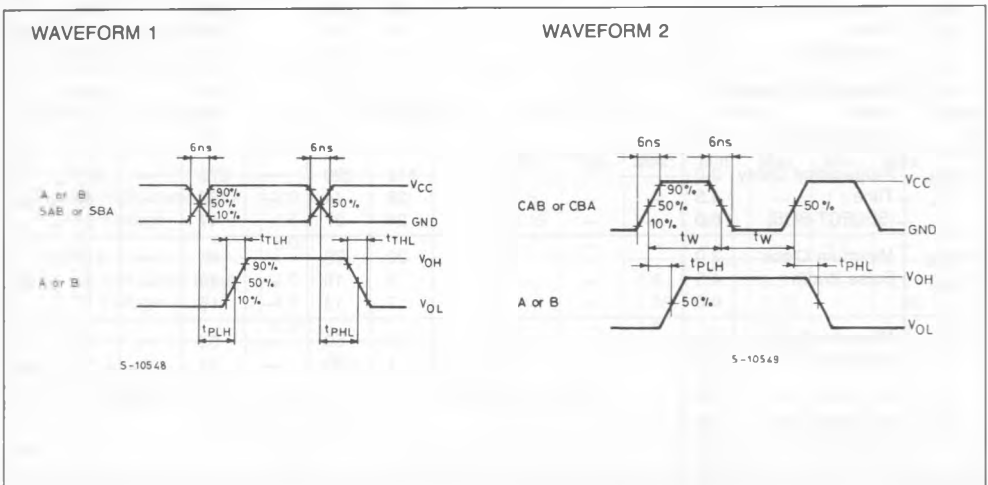 WAVEFORM 1
6ns 6ns
VCC
A or B
SAB or SBA
90%
50%
10%
50%
GND
tTLH tTHL
VOH
A or B
90%
50%
10%
VOL
tPLH tPHL
S-10548
WAVEFORM 2
6ns 6ns
VCC
CAB or CBA
90%
50%
10%
50%
GND
tW tW
tPLH tPHL
VOH
A or B
50%
VOL
S-10549